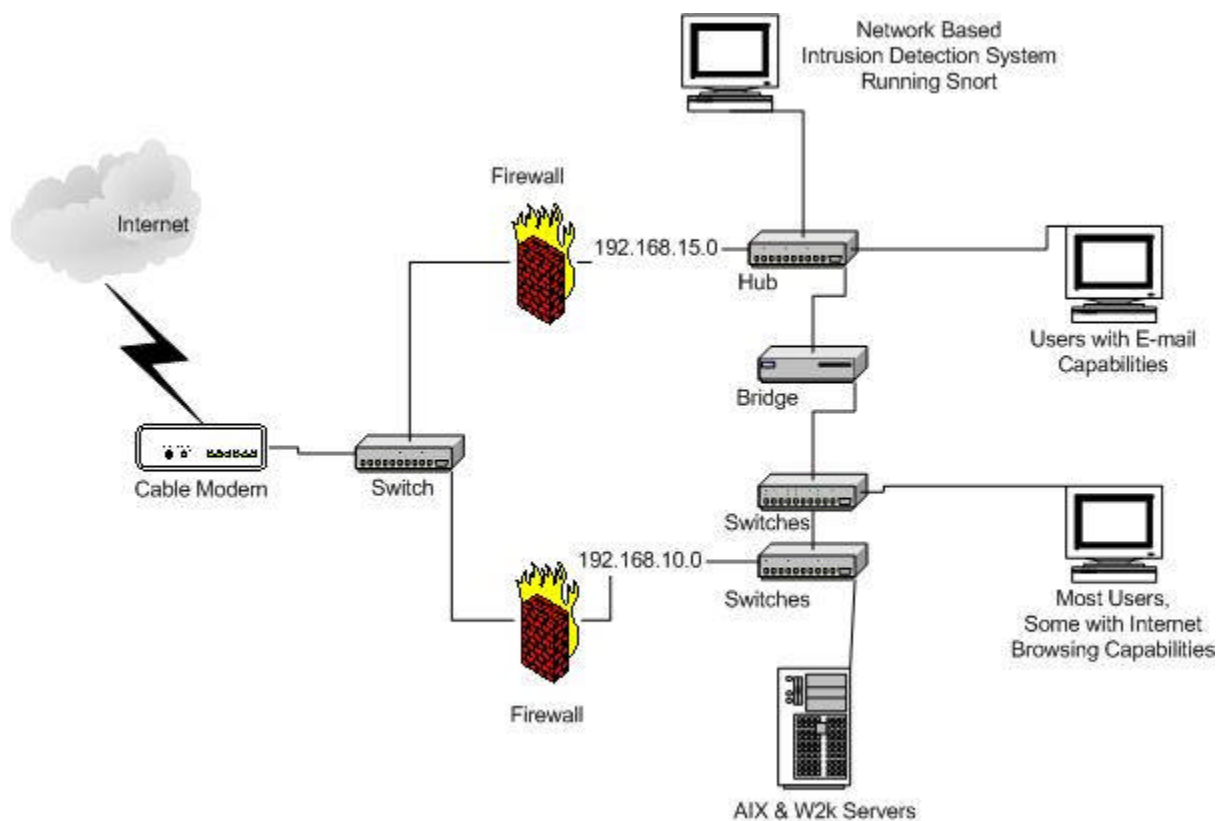 Network Based
Intrusion Detection System
Running Snort
Firewall
Internet
192.168.15.0
Hub
Users with E-mail
Capabilities
Bridge
Cable Modem
Switch
Switches
192.168.10.0
Switches
Most Users,
Some with Internet
Browsing Capabilities
Firewall
AIX & W2k Servers